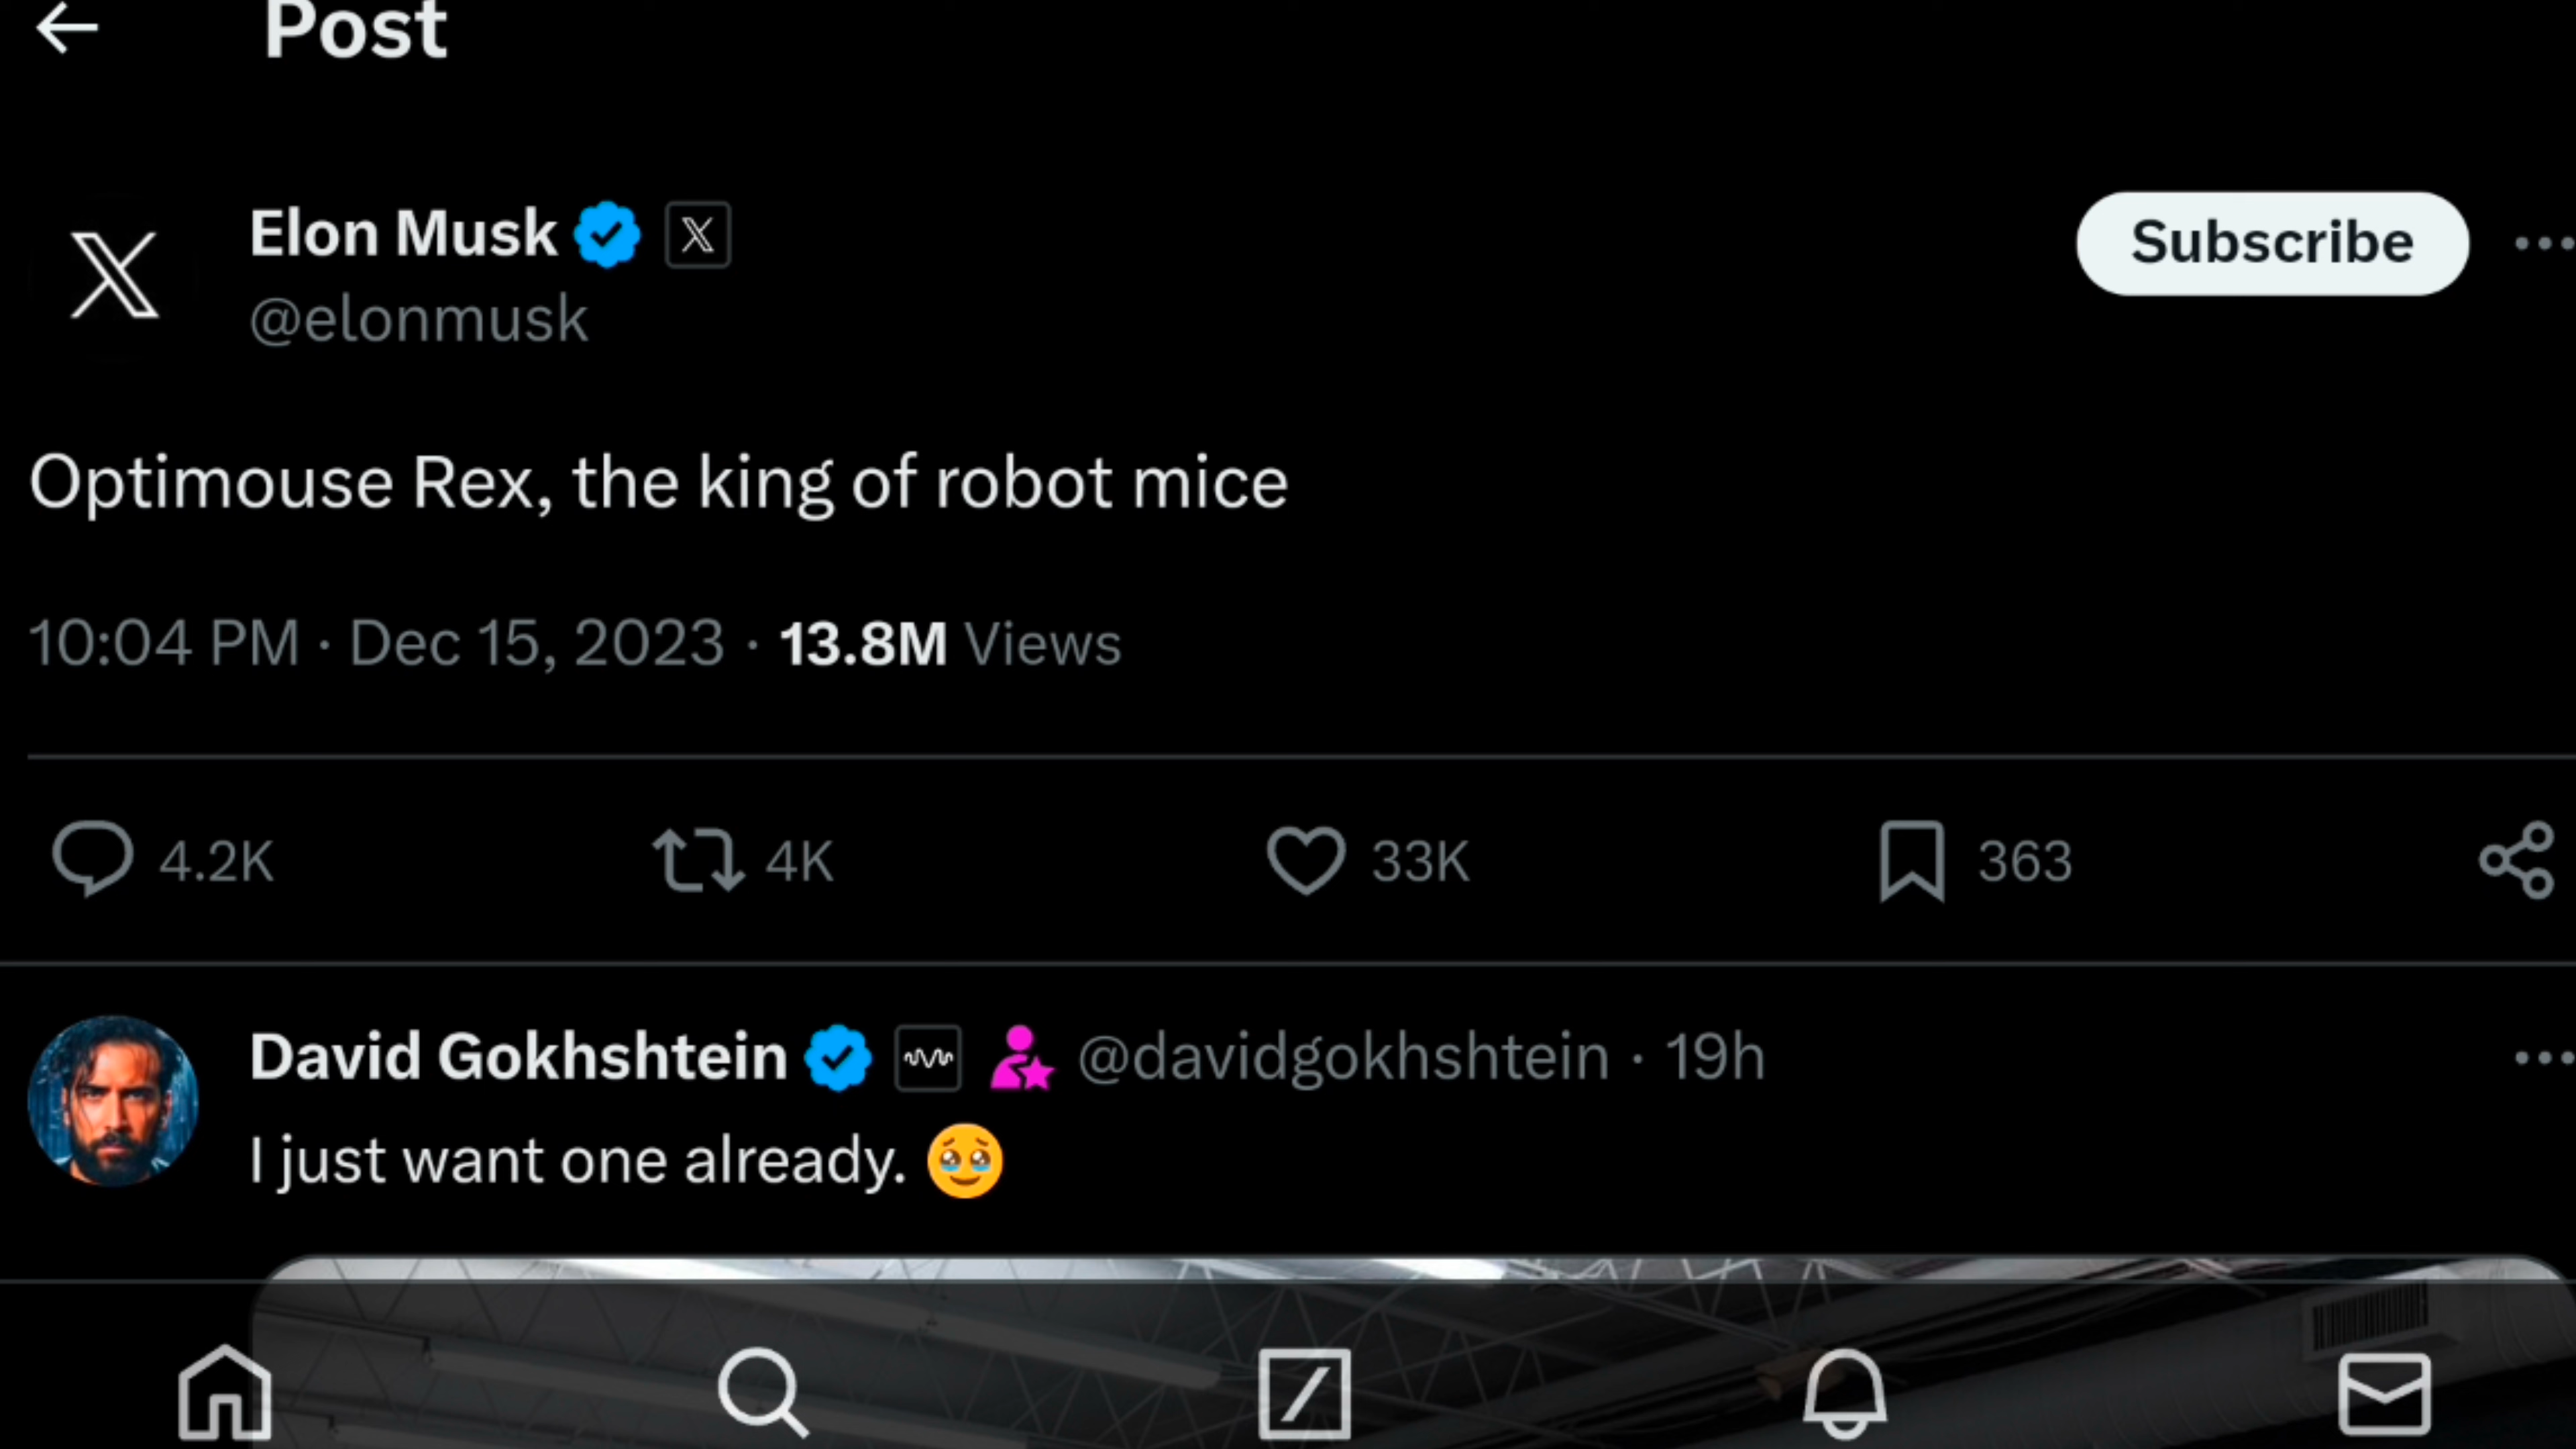 Post
Elon Musk
Subscribe
@elonmusk
Optimouse Rex, the king of robot mice
10:04 PM · Dec 15, 2023 · 13.8M Views
4.2K 4K 33K 363
David Gokhshtein @davidgokhshtein · 19h
I just want one already. 🥹